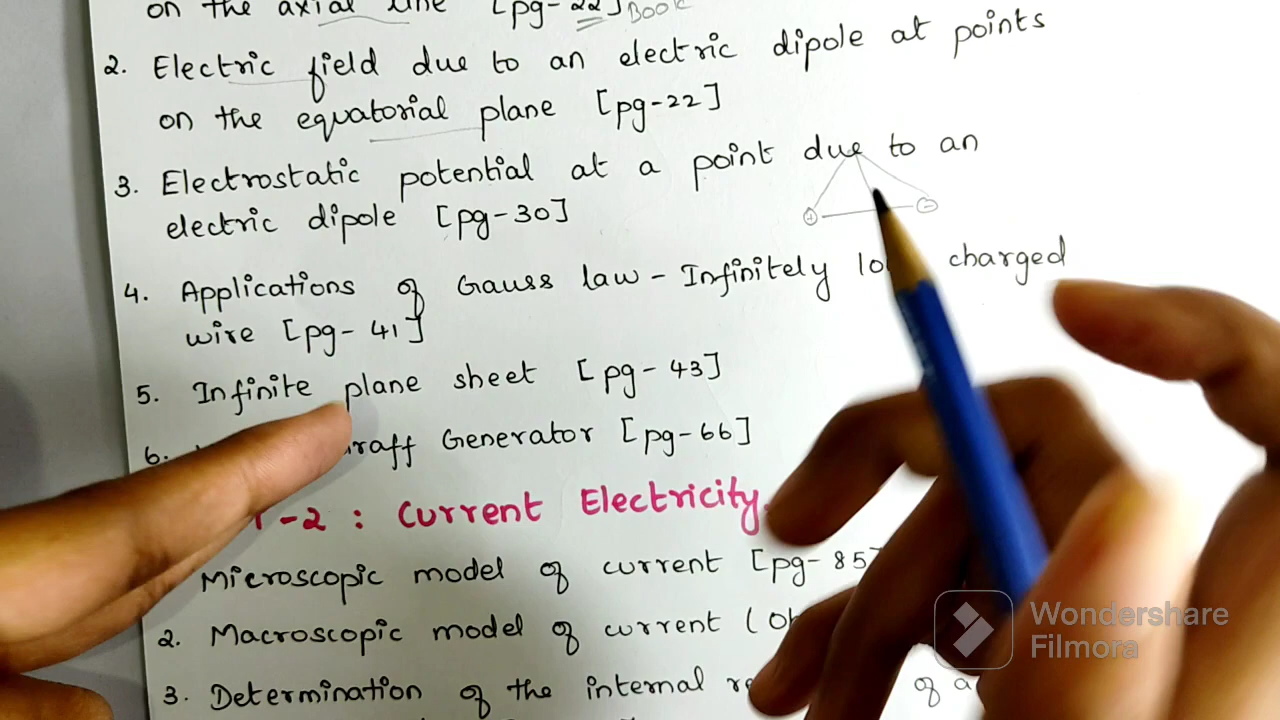 on the axial line [pg-22] Book
2. Electric field due to an electric dipole at points
on the equatorial plane [pg-22]
3. Electrostatic potential at a point due to an
electric dipole [pg-30]
+ -
4. Applications of Gauss law - Infinitely charged
wire [pg- 41]
5. Infinite plane sheet [pg- 43]
6. Generator [pg-66]
-2 : Current Electricity.
Microscopic model of current [pg- 85]
2. Macroscopic model of current (
3. Determination of the internal of a
Wondershare
Filmora